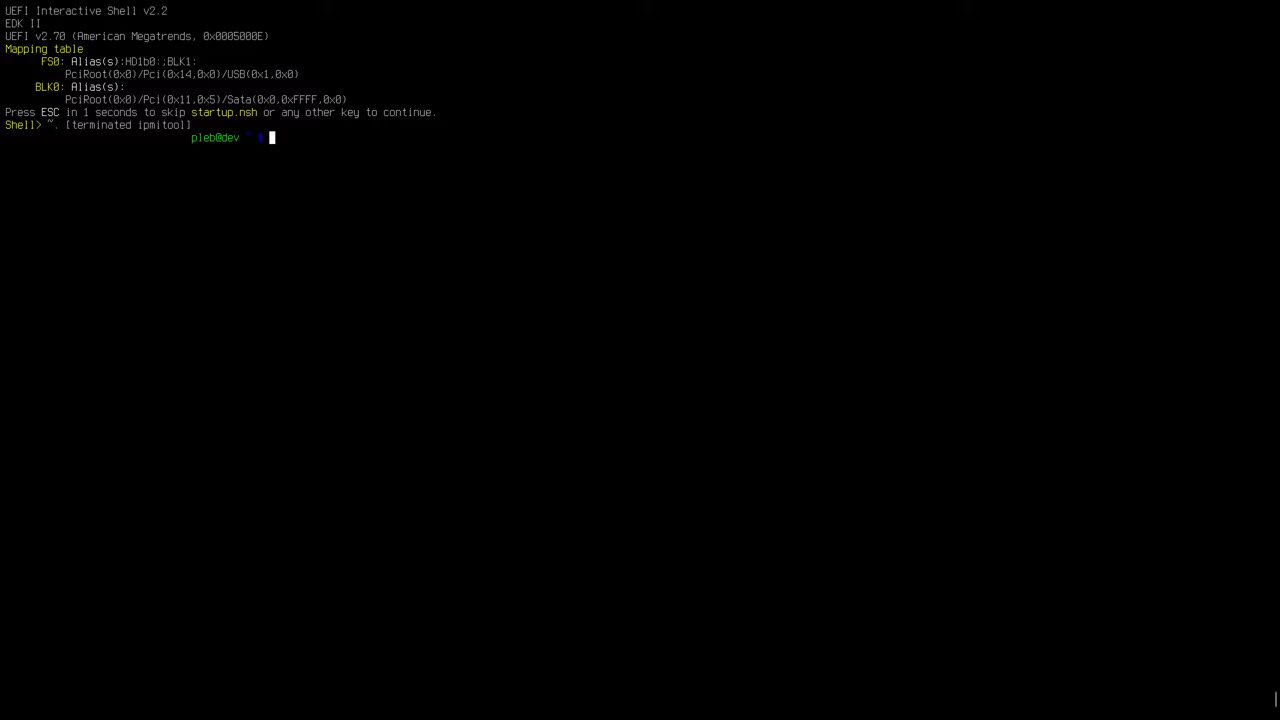 UEFI Interactive Shell v2.2
EDK II
UEFI v2.70 (American Megatrends, 0x0005000E)
Mapping table
FS0: Alias(s):HD1b0:;BLK1:
PciRoot(0x0)/Pci(0x14,0x0)/USB(0x1,0x0)
BLK0: Alias(s):
PciRoot(0x0)/Pci(0x11,0x5)/Sata(0x0,0xFFFF,0x0)
Press ESC in 1 seconds to skip startup.nsh or any other key to continue.
Shell> ~. [terminated ipmitool]
pleb@dev ~ $